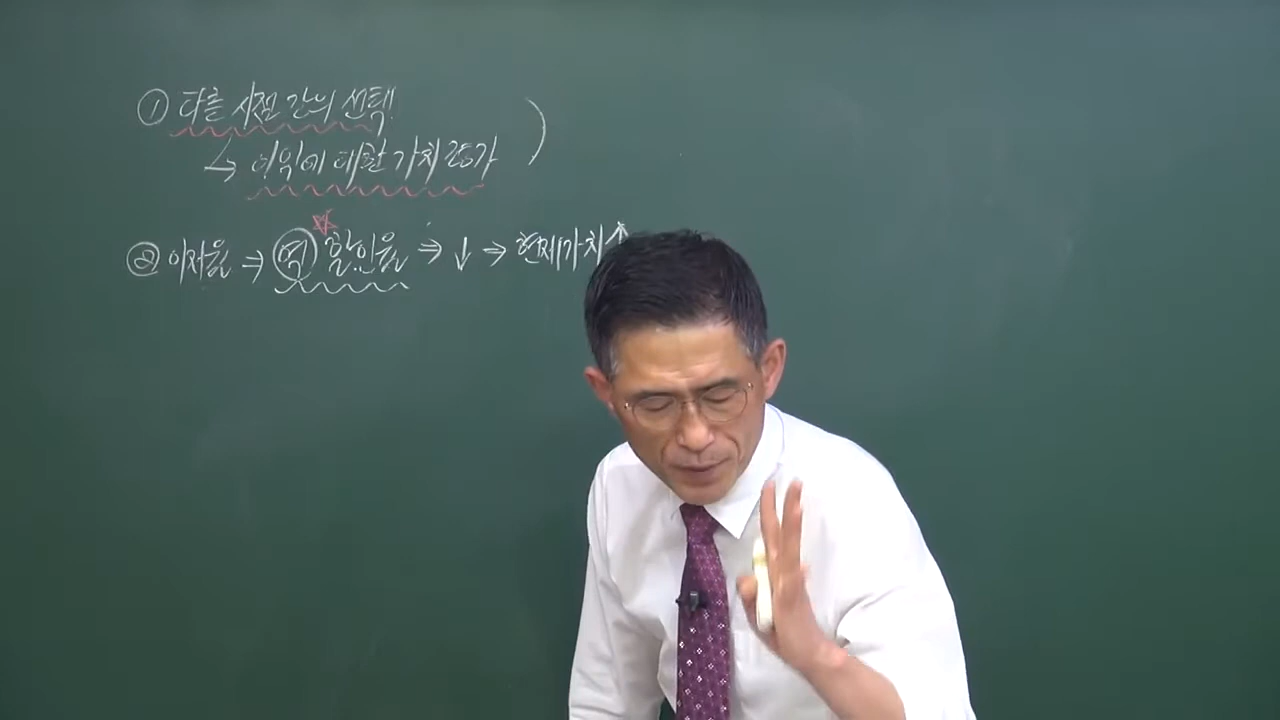 ① 다른 시점 간의 선택!
↳ 이익에 대한 가치평가 )
② 이자율 ⇒ 할인율 ⇒ ↓ ⇒ 현재가치↑